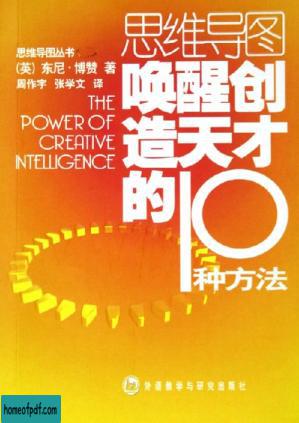 思维导图丛书
(英) 东尼·博赞 著
周作宇 张学文 译
THE
POWER OF
CREATIVE
INTELLIGENCE
思维导图
唤醒创
造天才
的10
种方法
外语教学与研究出版社
homeofpdf.com